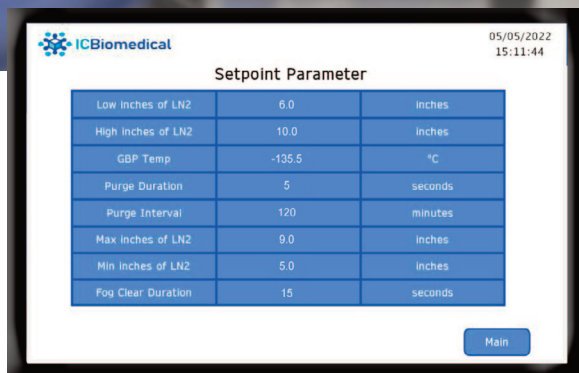 ICBiomedical
05/05/2022
15:11:44
Setpoint Parameter
Low inches of LN2 6.0 inches
High inches of LN2 10.0 inches
GBP Temp -135.5 °C
Purge Duration 5 seconds
Purge Interval 120 minutes
Max inches of LN2 9.0 inches
Min inches of LN2 5.0 inches
Fog Clear Duration 15 seconds
Main